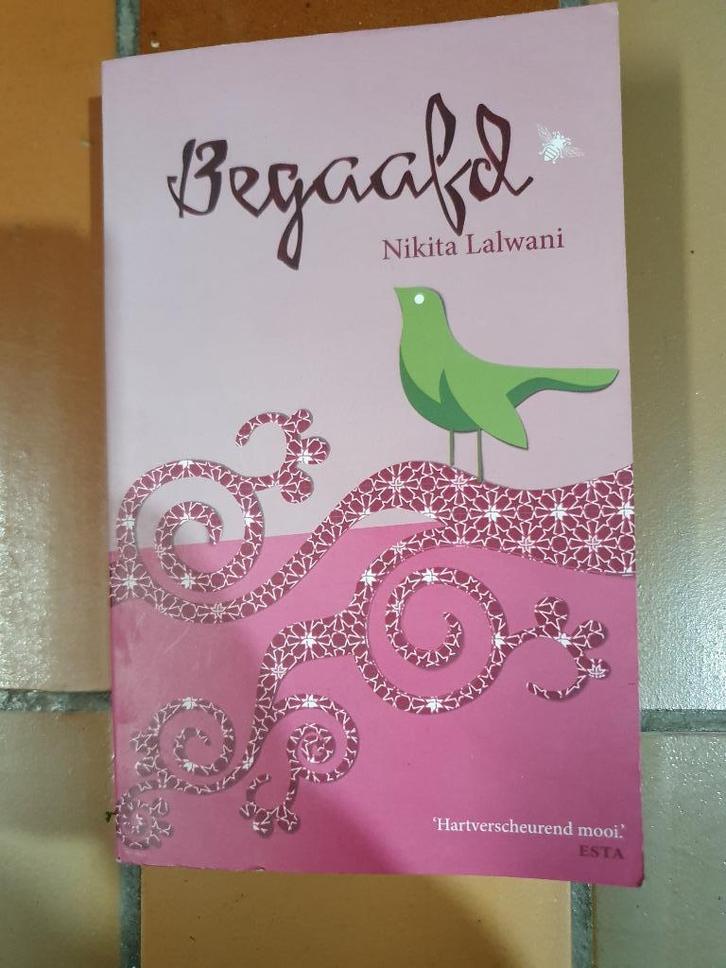 Begaafd
Nikita Lalwani
‘Hartverscheurend mooi.’
ESTA